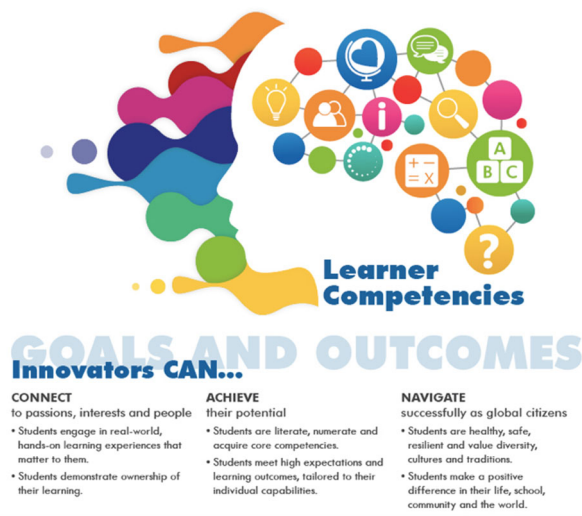 i
A
B C
+ -
= x
?
Learner
Competencies
GOALS AND OUTCOMES
Innovators CAN...
CONNECT
to passions, interests and people
• Students engage in real-world,
hands-on learning experiences that
matter to them.
• Students demonstrate ownership of
their learning.
ACHIEVE
their potential
• Students are literate, numerate and
acquire core competencies.
• Students meet high expectations and
learning outcomes, tailored to their
individual capabilities.
NAVIGATE
successfully as global citizens
• Students are healthy, safe,
resilient and value diversity,
cultures and traditions.
• Students make a positive
difference in their life, school,
community and the world.